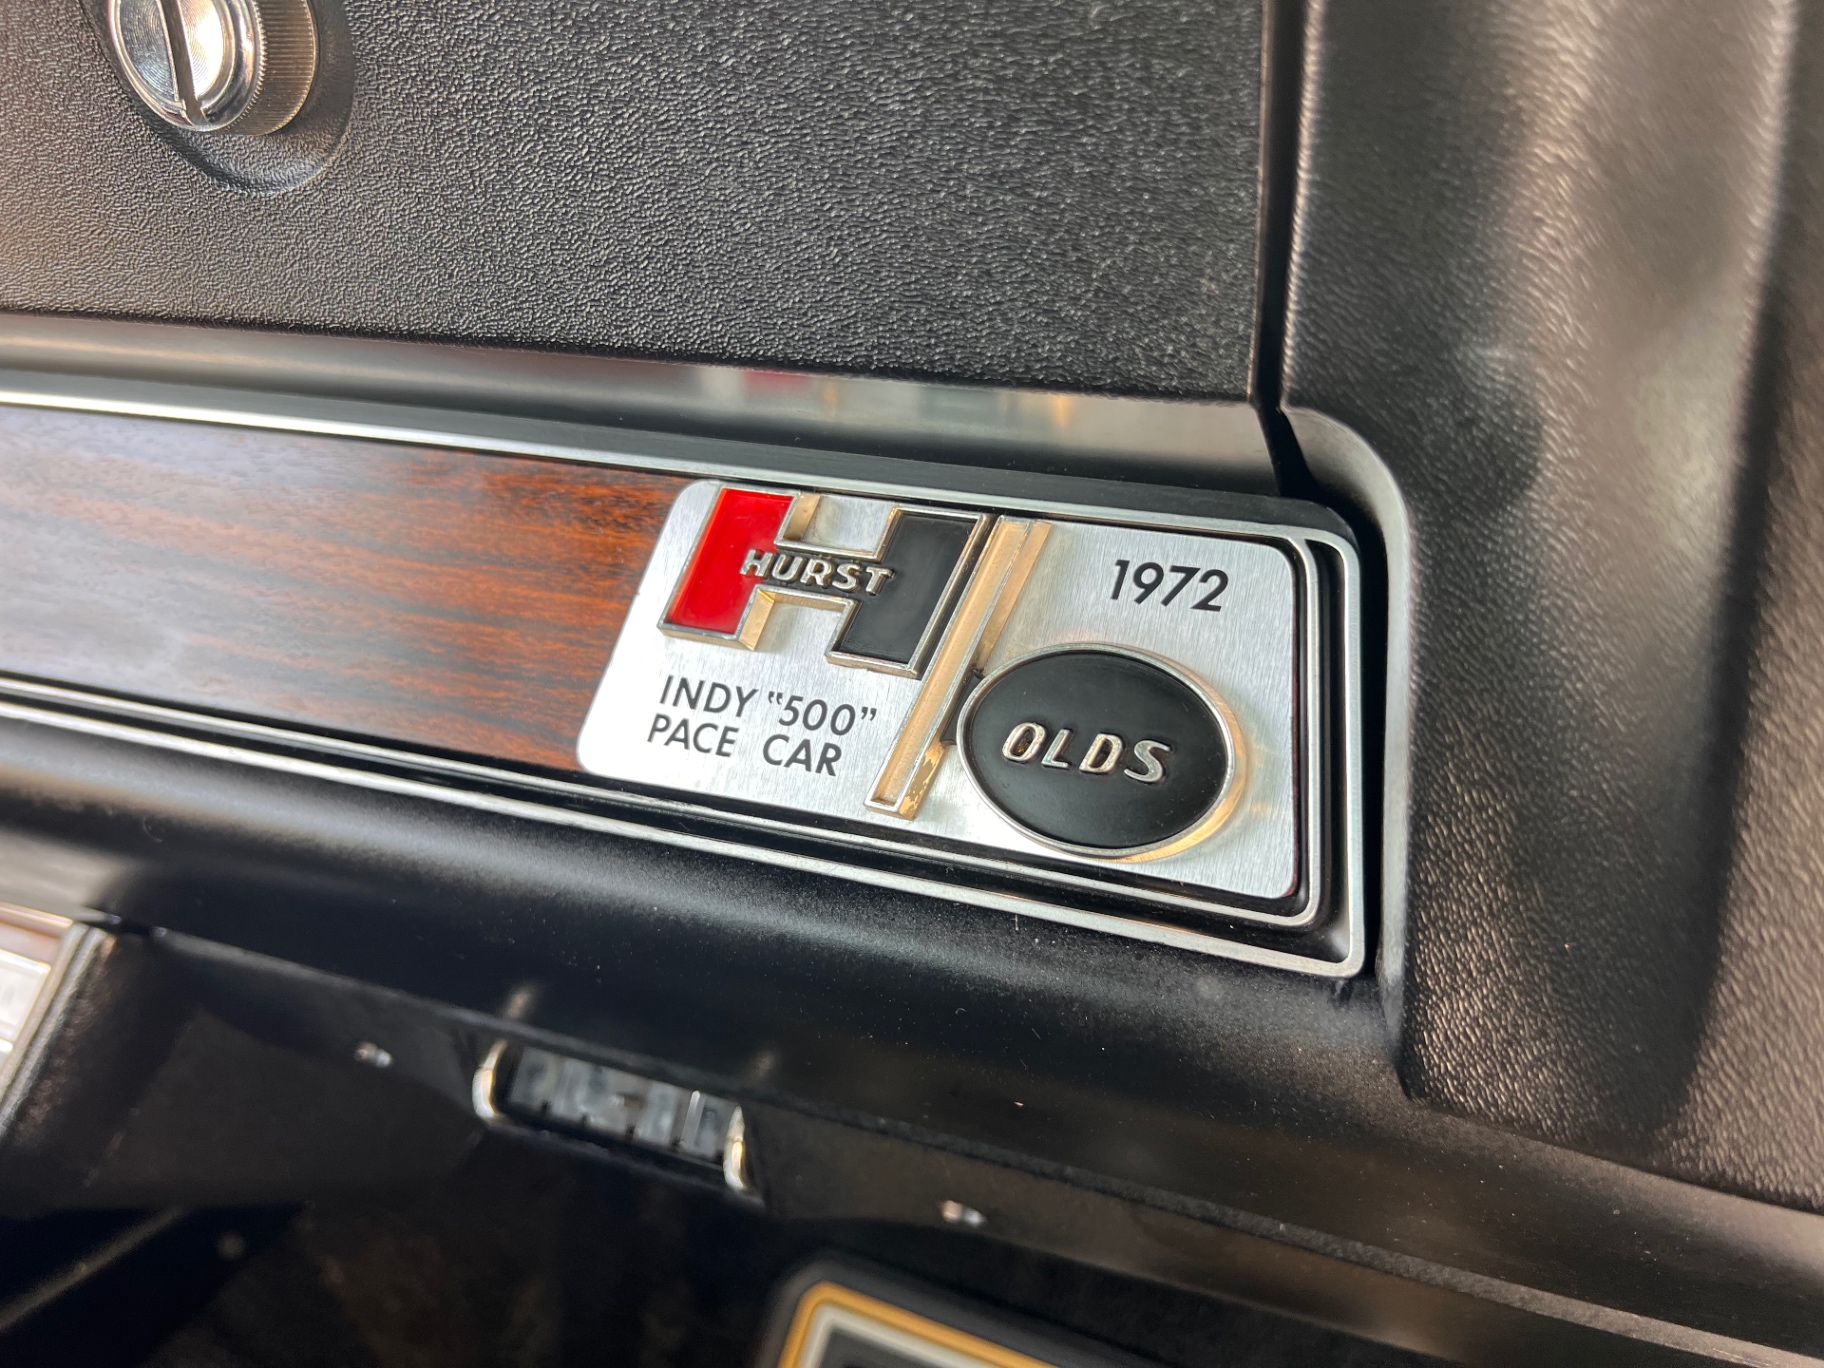 HURST
1972
INDY "500"
PACE CAR
OLDS